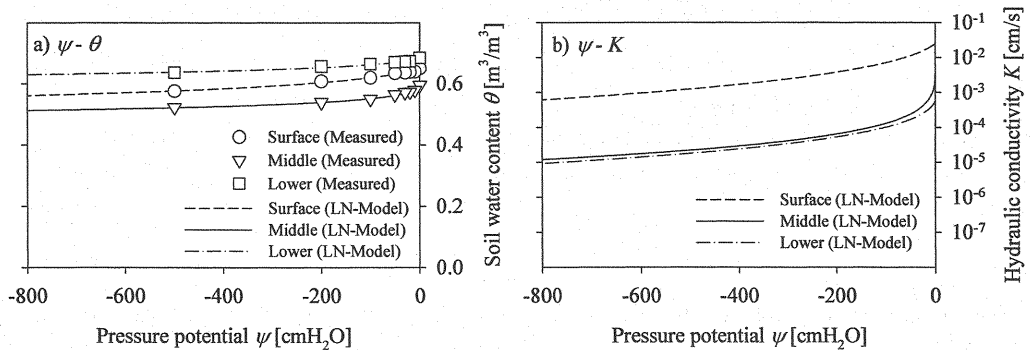 a) ψ - θ
0.6
0.4
0.2
0.0
Soil water content θ [m³/m³]
Surface (Measured)
Middle (Measured)
Lower (Measured)
Surface (LN-Model)
Middle (LN-Model)
Lower (LN-Model)
-800 -600 -400 -200 0
Pressure potential ψ [cmH₂O]
b) ψ - K
10⁻¹
10⁻²
10⁻³
10⁻⁴
10⁻⁵
10⁻⁶
10⁻⁷
Hydraulic conductivity K [cm/s]
Surface (LN-Model)
Middle (LN-Model)
Lower (LN-Model)
-800 -600 -400 -200 0
Pressure potential ψ [cmH₂O]